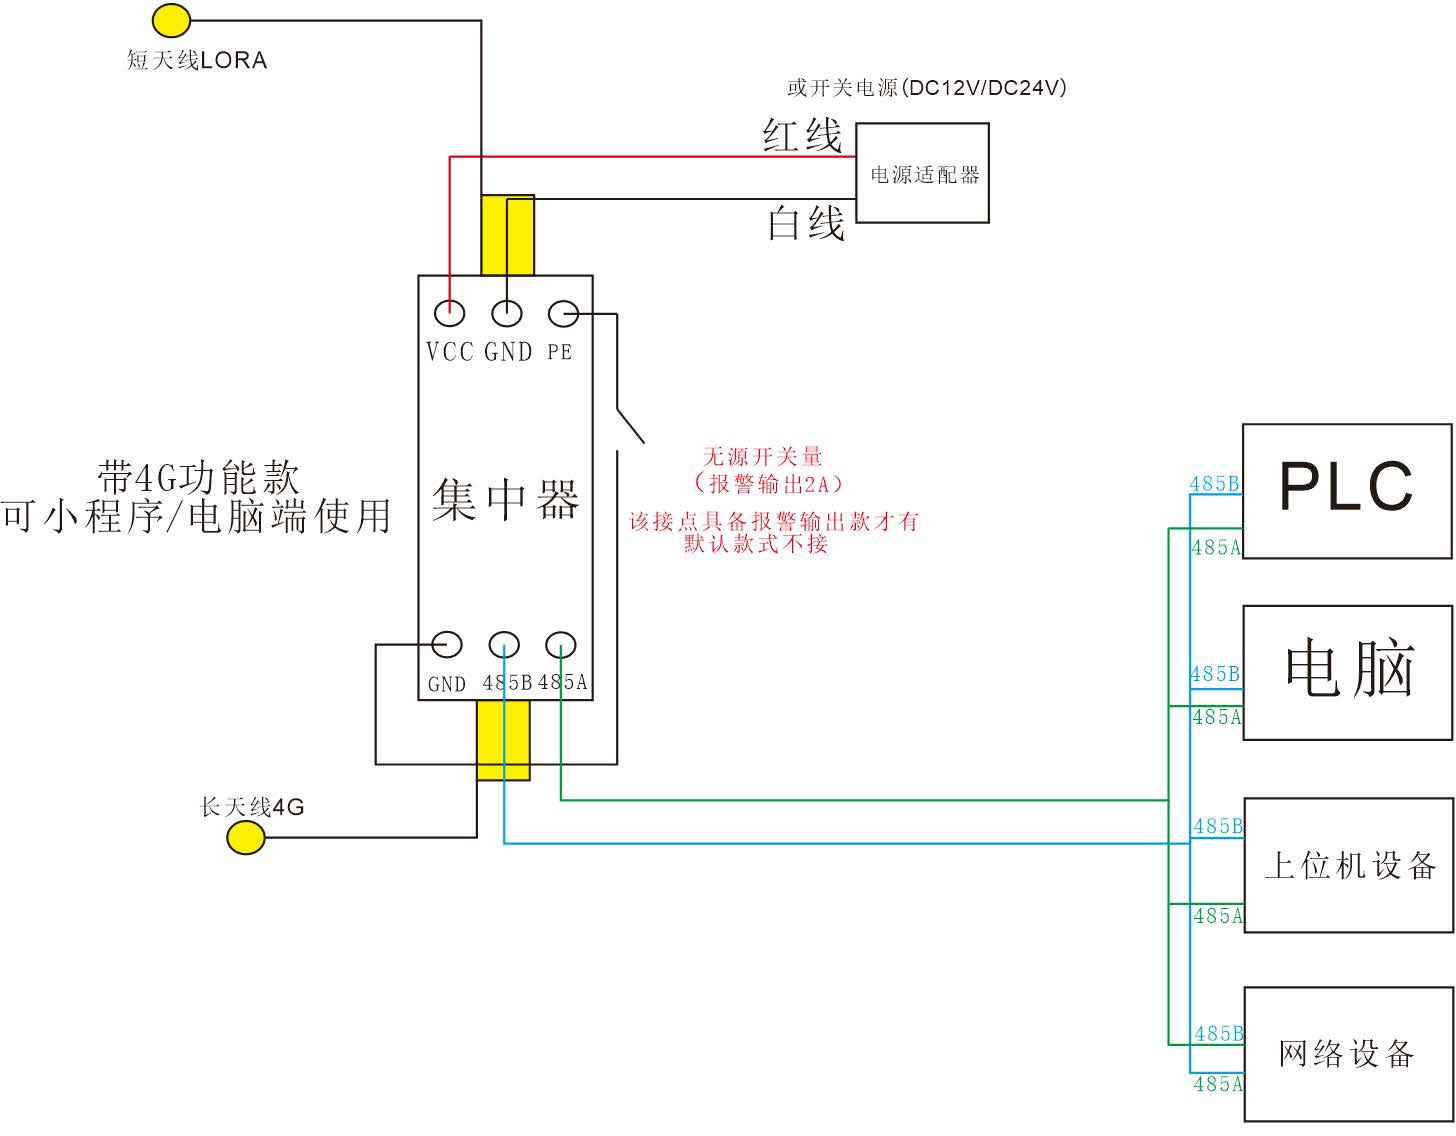 短天线LORA
或开关电源(DC12V/DC24V)
红线
电源适配器
白线
VCC GND PE
带4G功能款
可小程序/电脑端使用
集中器
无源开关量
(报警输出2A)
该接点具备报警输出款才有
默认款式不接
GND 485B 485A
长天线4G
485B
PLC
485A
485B
电脑
485A
485B
上位机设备
485A
485B
网络设备
485A